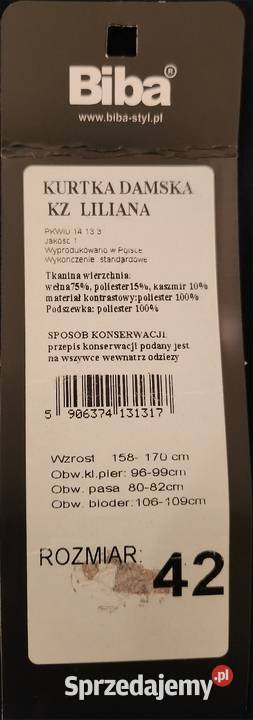 Biba®
www.biba-styl.pl
KURTKA DAMSKA
KZ LILIANA
PKWiU 14.13.3
Jakość 1
Wyprodukowano w Polsce
Wykończenie standardowe
Tkanina wierzchnia:
wełna75%, poliester15%, kaszmir 10%
materiał kontrastowy:poliester 100%
Podszewka: poliester 100%
SPOSOB KONSERWACJI
przepis konserwacji podany jest
na wszywce wewnatrz odziezy
5 906374 131317
Wzrost 158- 170 cm
Obw.kl.pier: 96-99cm
Obw. pasa 80-82cm
Obw. bioder:106-109cm
ROZMIAR: 42
Sprzedajemy.pl